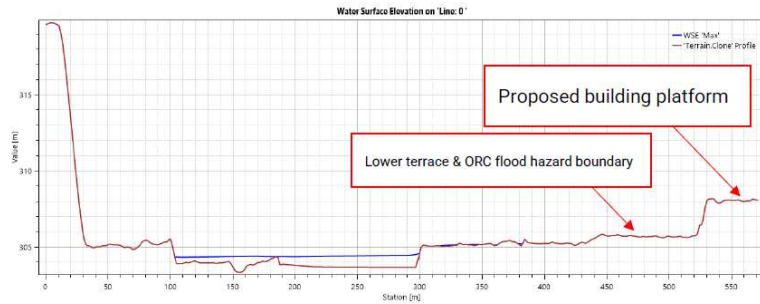 Water Surface Elevation on 'Line: 0 '
WSE 'Max'
'Terrain.Clone' Profile
Proposed building platform
Lower terrace & ORC flood hazard boundary
Value [m]
315
310
305
0
50
100
150
200
250
300
350
400
450
500
550
Station [m]